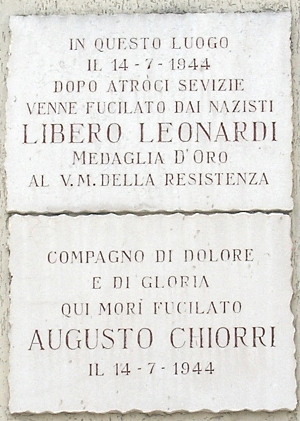 IN QUESTO LUOGO
IL 14-7-1944
DOPO ATROCI SEVIZIE
VENNE FUCILATO DAI NAZISTI
LIBERO LEONARDI
MEDAGLIA D'ORO
AL V.M. DELLA RESISTENZA
COMPAGNO DI DOLORE
E DI GLORIA
QUI MORÌ FUCILATO
AUGUSTO CHIORRI
IL 14-7-1944